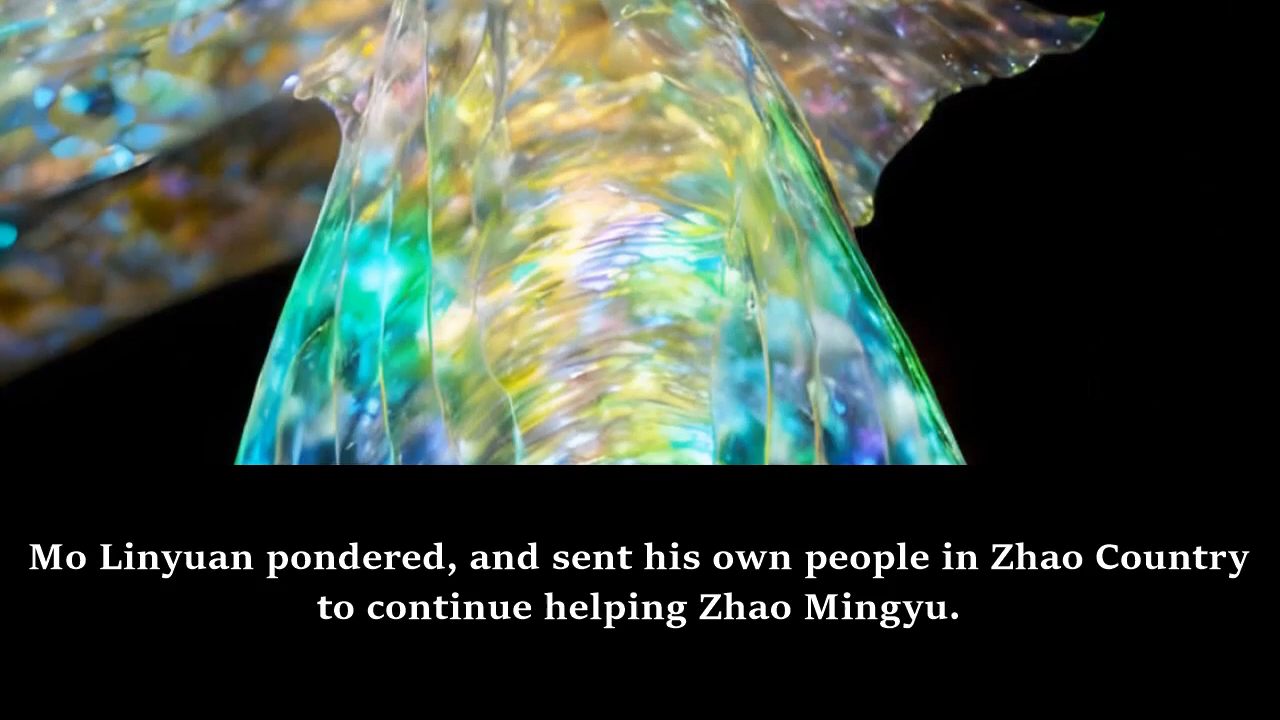 Mo Linyuan pondered, and sent his own people in Zhao Country
to continue helping Zhao Mingyu.